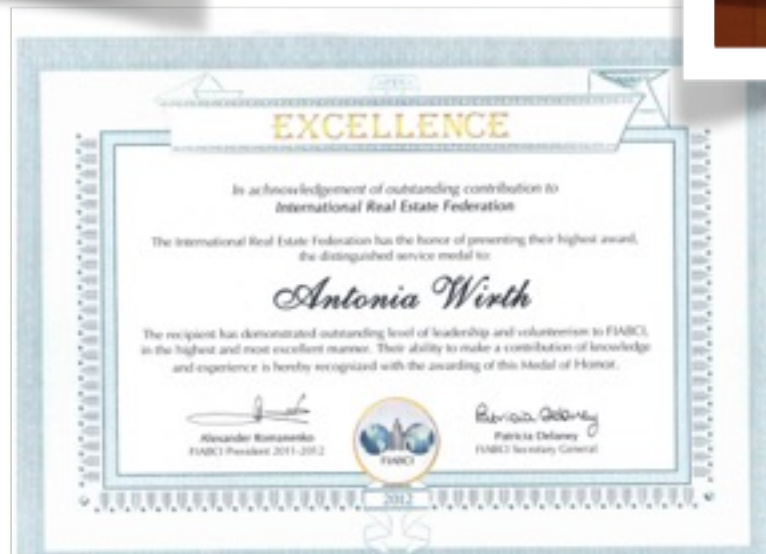 EXCELLENCE
In acknowledgement of outstanding contribution to
International Real Estate Federation
The International Real Estate Federation has the honor of presenting their highest award,
the distinguished service medal to:
Antonia Wirth
The recipient has demonstrated outstanding level of leadership and volunteerism to FIABCI,
in the highest and most excellent manner. Their ability to make a contribution of knowledge
and experience is hereby recognized with the awarding of this Medal of Honor.
Patricia Delaney
Alexander Romanenko
FIABCI President 2011-2012
Patricia Delaney
FIABCI Secretary General
FIABCI
2012